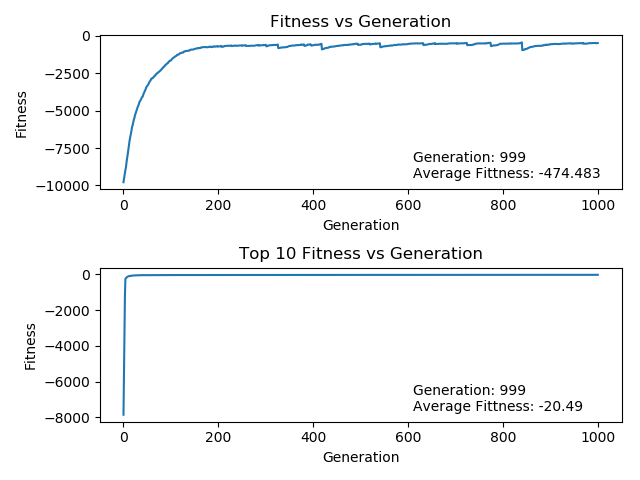 Fitness vs Generation
0
−2500
−5000
−7500
−10000
Fitness
Generation: 999
Average Fittness: -474.483
0 200 400 600 800 1000
Generation
Top 10 Fitness vs Generation
0
−2000
−4000
−6000
−8000
Fitness
Generation: 999
Average Fittness: -20.49
0 200 400 600 800 1000
Generation